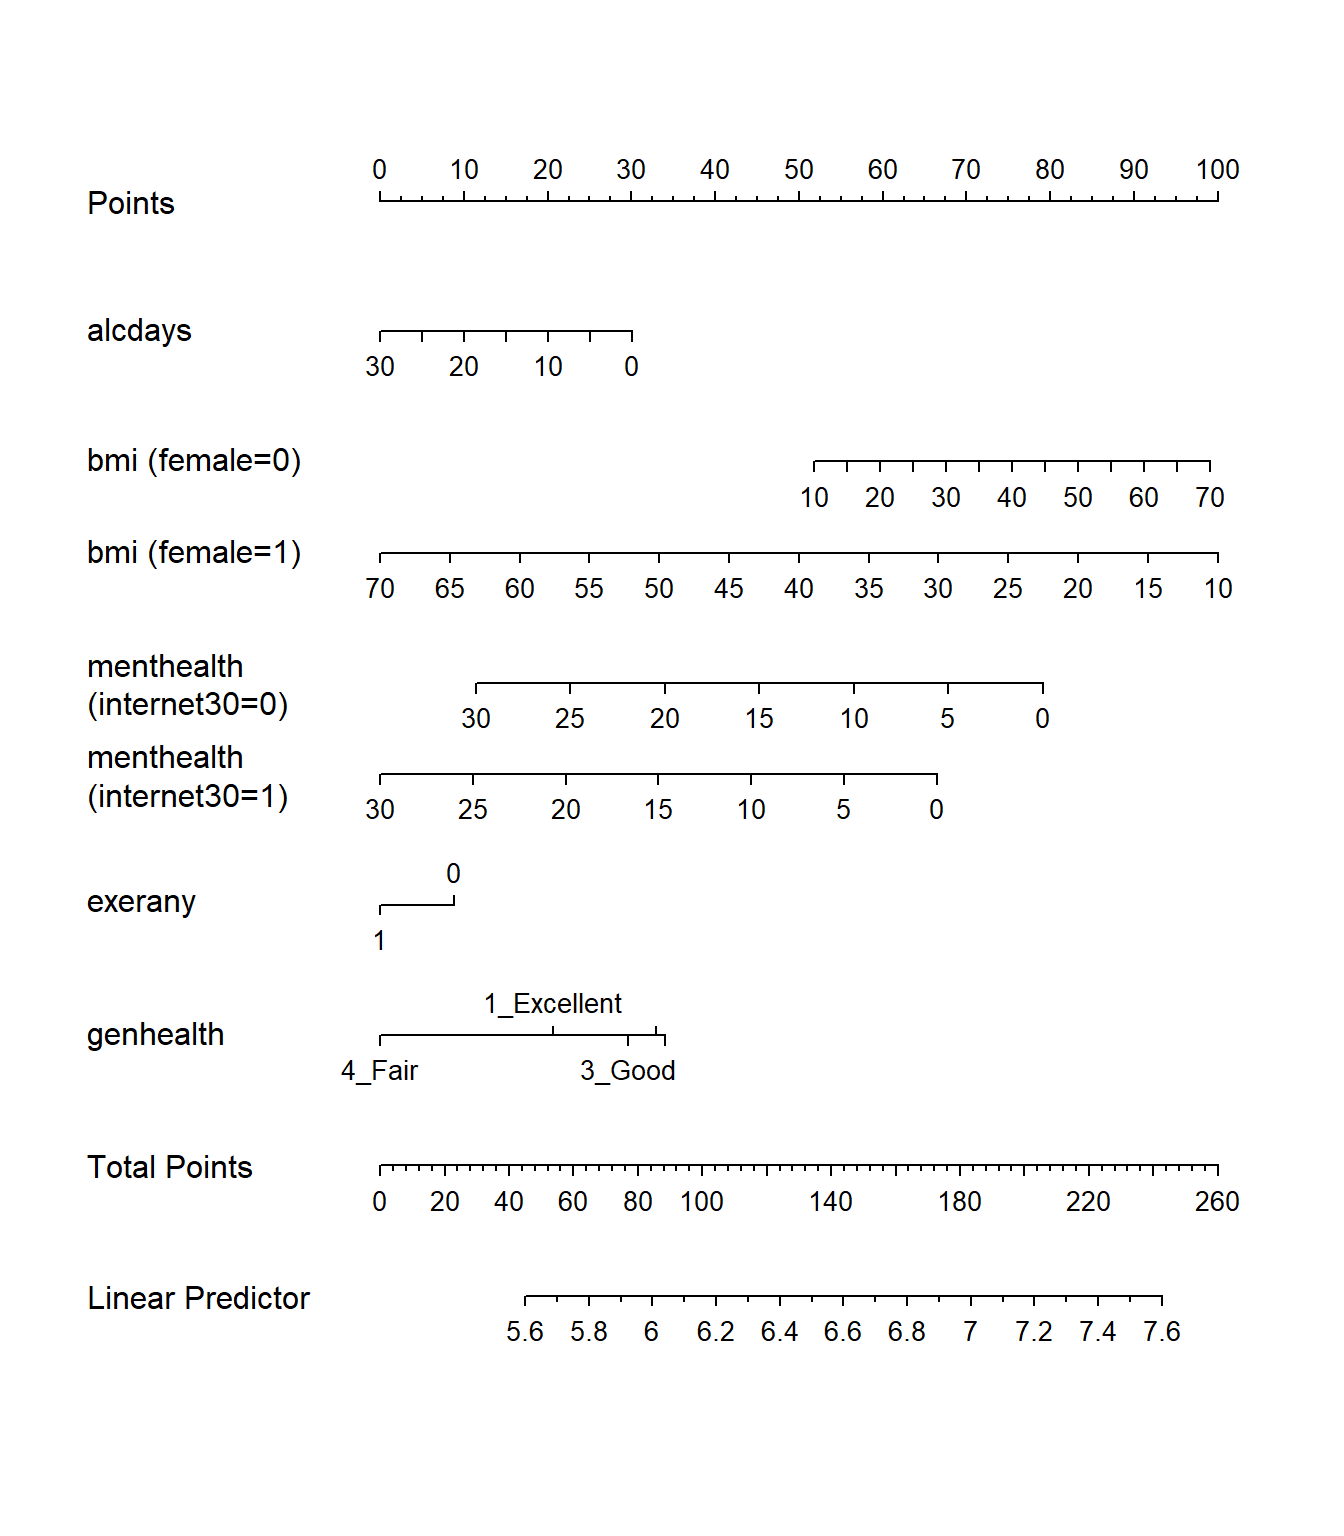 0 10 20 30 40 50 60 70 80 90 100
Points
alcdays
30 20 10 0
bmi (female=0)
10 20 30 40 50 60 70
bmi (female=1)
70 65 60 55 50 45 40 35 30 25 20 15 10
menthealth
(internet30=0)
30 25 20 15 10 5 0
menthealth
(internet30=1)
30 25 20 15 10 5 0
0
exerany
1
1_Excellent
genhealth
4_Fair 3_Good
Total Points
0 20 40 60 80 100 140 180 220 260
Linear Predictor
5.6 5.8 6 6.2 6.4 6.6 6.8 7 7.2 7.4 7.6